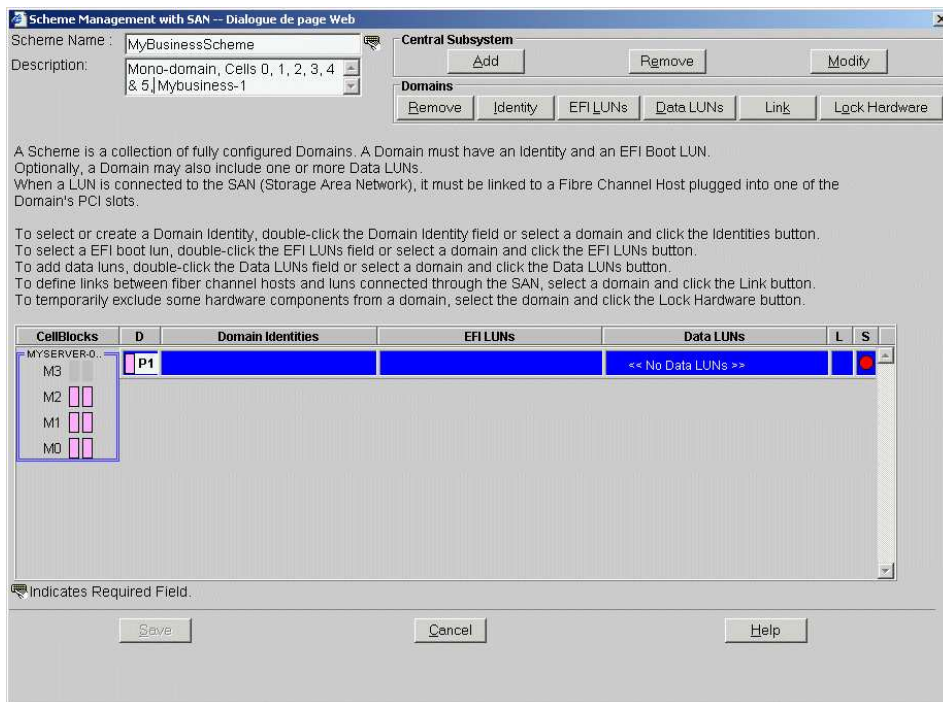 Scheme Management with SAN -- Dialogue de page Web
Scheme Name :
MyBusinessScheme
Description:
Mono-domain, Cells 0, 1, 2, 3, 4
& 5, Mybusiness-1
Central Subsystem
Add
Remove
Modify
Domains
Remove
Identity
EFI LUNs
Data LUNs
Link
Lock Hardware
A Scheme is a collection of fully configured Domains. A Domain must have an Identity and an EFI Boot LUN.
Optionally, a Domain may also include one or more Data LUNs.
When a LUN is connected to the SAN (Storage Area Network), it must be linked to a Fibre Channel Host plugged into one of the
Domain's PCI slots.
To select or create a Domain Identity, double-click the Domain Identity field or select a domain and click the Identities button.
To select a EFI boot lun, double-click the EFI LUNs field or select a domain and click the EFI LUNs button.
To add data luns, double-click the Data LUNs field or select a domain and click the Data LUNs button.
To define links between fiber channel hosts and luns connected through the SAN, select a domain and click the Link button.
To temporarily exclude some hardware components from a domain, select the domain and click the Lock Hardware button.
CellBlocks
D
Domain Identities
EFI LUNs
Data LUNs
L
S
MYSERVER-0..
M3
M2
M1
M0
P1
<< No Data LUNs >>
Indicates Required Field.
Save
Cancel
Help